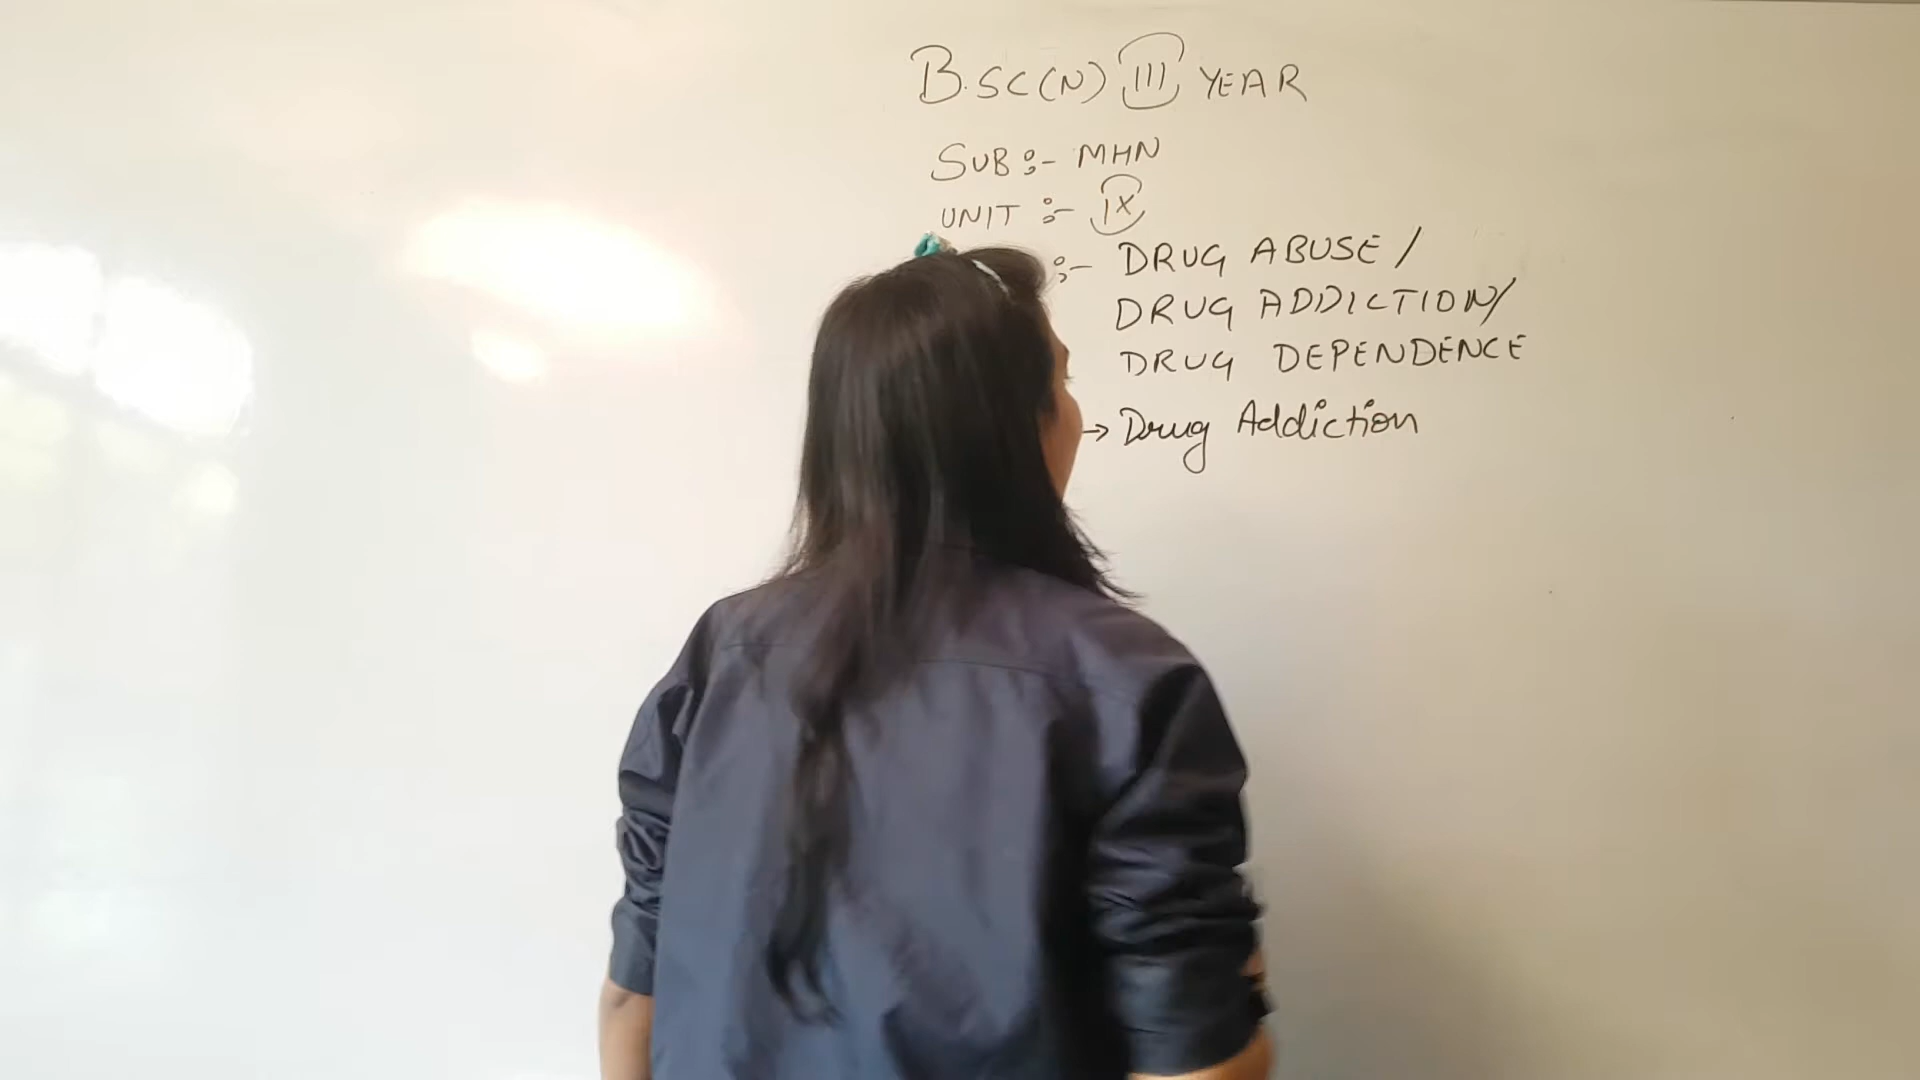 B.SC(N) III YEAR
SUB :- MHN
UNIT :- IX
:- DRUG ABUSE /
DRUG ADDICTION/
DRUG DEPENDENCE
→ Drug Addiction